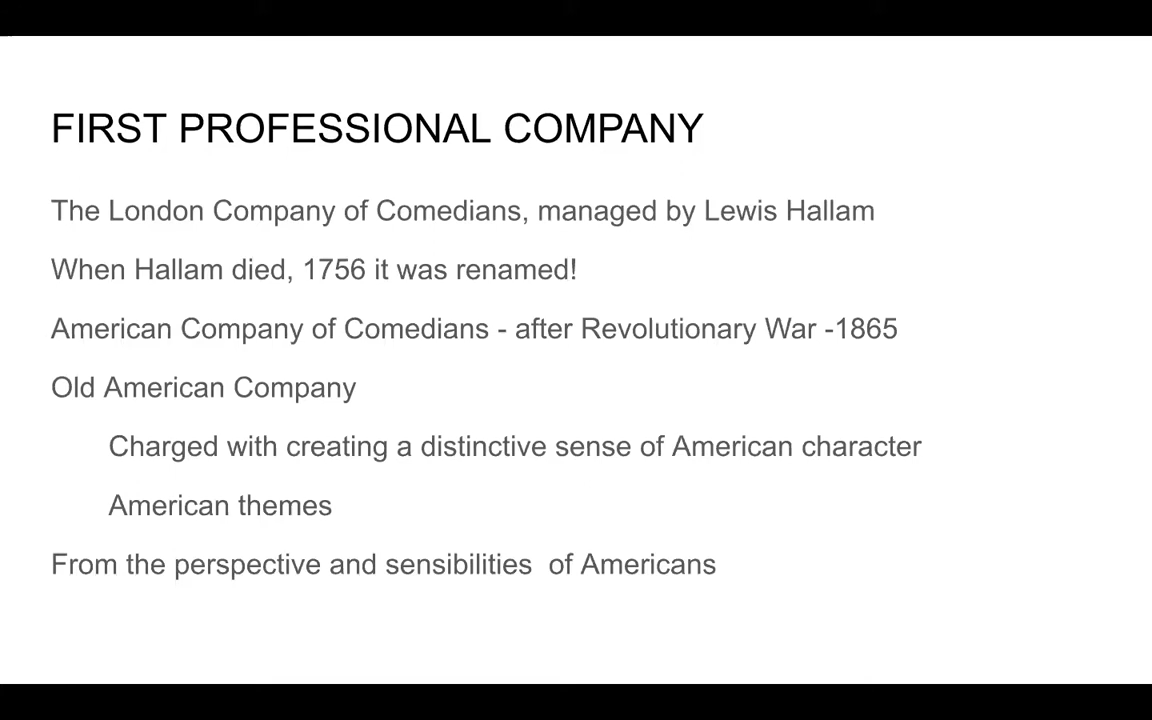 FIRST PROFESSIONAL COMPANY
The London Company of Comedians, managed by Lewis Hallam
When Hallam died, 1756 it was renamed!
American Company of Comedians - after Revolutionary War -1865
Old American Company
Charged with creating a distinctive sense of American character
American themes
From the perspective and sensibilities  of Americans